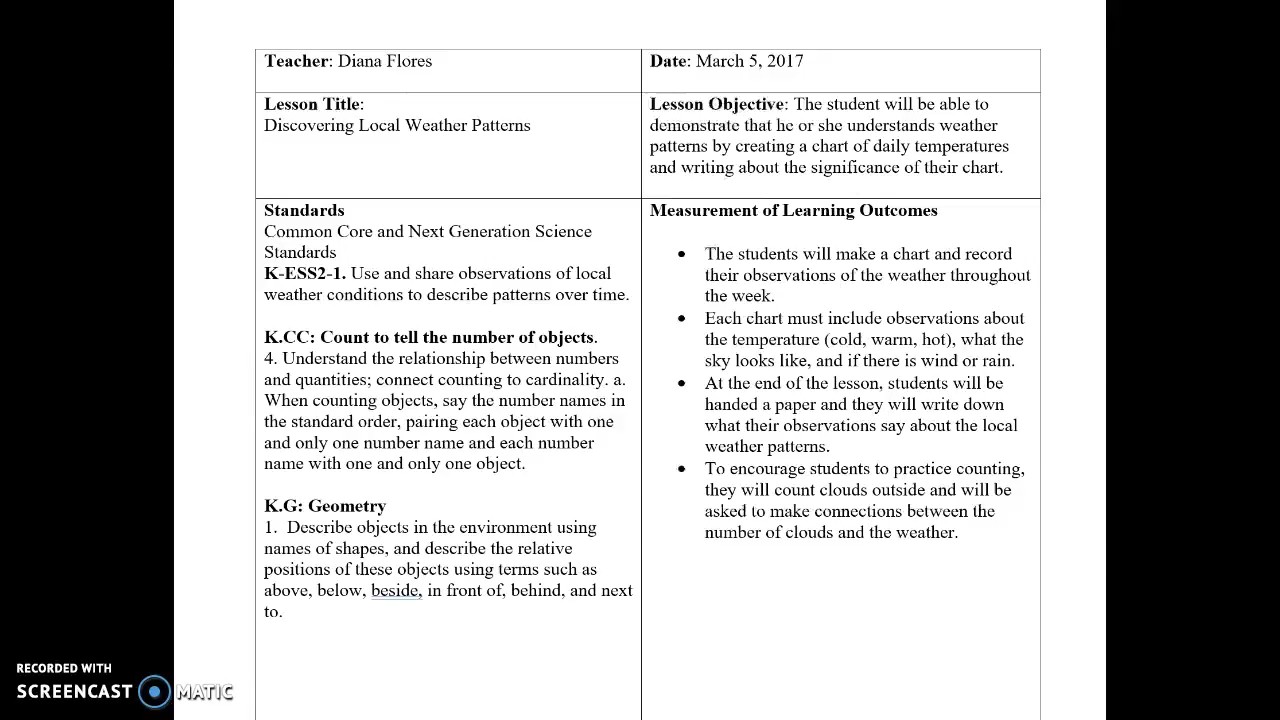 Teacher: Diana Flores
Date: March 5, 2017
Lesson Title:
Discovering Local Weather Patterns
Lesson Objective: The student will be able to
demonstrate that he or she understands weather
patterns by creating a chart of daily temperatures
and writing about the significance of their chart.
Standards
Common Core and Next Generation Science
Standards
K-ESS2-1. Use and share observations of local
weather conditions to describe patterns over time.
K.CC: Count to tell the number of objects.
4. Understand the relationship between numbers
and quantities; connect counting to cardinality. a.
When counting objects, say the number names in
the standard order, pairing each object with one
and only one number name and each number
name with one and only one object.
K.G: Geometry
1. Describe objects in the environment using
names of shapes, and describe the relative
positions of these objects using terms such as
above, below, beside, in front of, behind, and next
to.
Measurement of Learning Outcomes
• The students will make a chart and record
their observations of the weather throughout
the week.
• Each chart must include observations about
the temperature (cold, warm, hot), what the
sky looks like, and if there is wind or rain.
• At the end of the lesson, students will be
handed a paper and they will write down
what their observations say about the local
weather patterns.
• To encourage students to practice counting,
they will count clouds outside and will be
asked to make connections between the
number of clouds and the weather.
RECORDED WITH
SCREENCAST MATIC